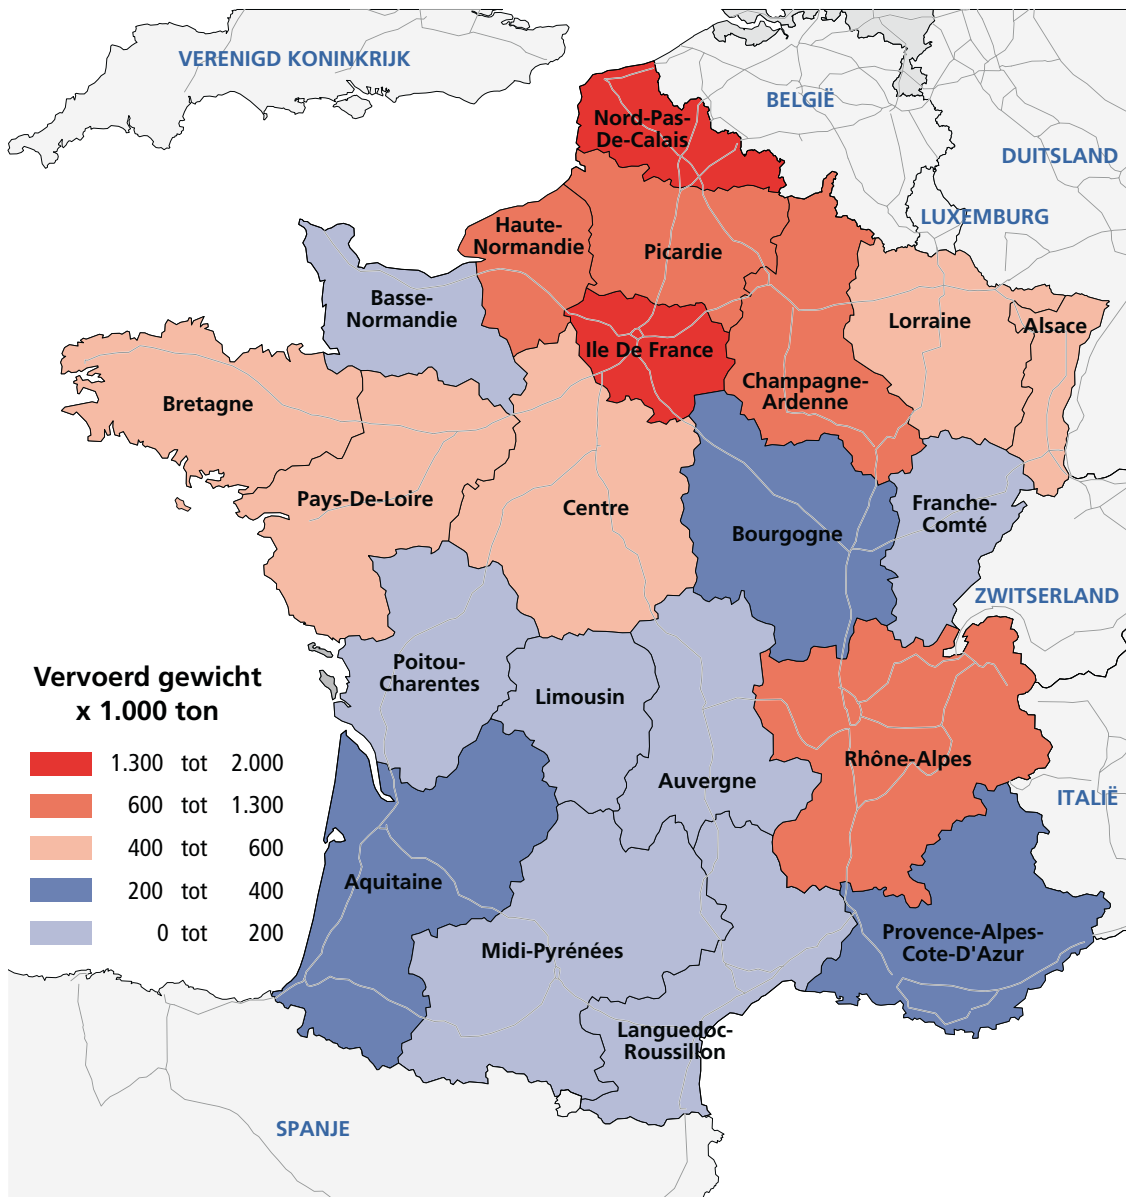 VERENIGD KONINKRIJK
BELGIË
DUITSLAND
LUXEMBURG
Nord-Pas-
De-Calais
Haute-
Normandie
Picardie
Basse-
Normandie
Ile De France
Lorraine
Alsace
Champagne-
Ardenne
Bretagne
Pays-De-Loire
Centre
Bourgogne
Franche-
Comté
ZWITSERLAND
Poitou-
Charentes
Limousin
Auvergne
Rhône-Alpes
ITALIË
Aquitaine
Midi-Pyrénées
Provence-Alpes-
Cote-D'Azur
Languedoc-
Roussillon
SPANJE
Vervoerd gewicht
x 1.000 ton
1.300 tot 2.000
600 tot 1.300
400 tot 600
200 tot 400
0 tot 200